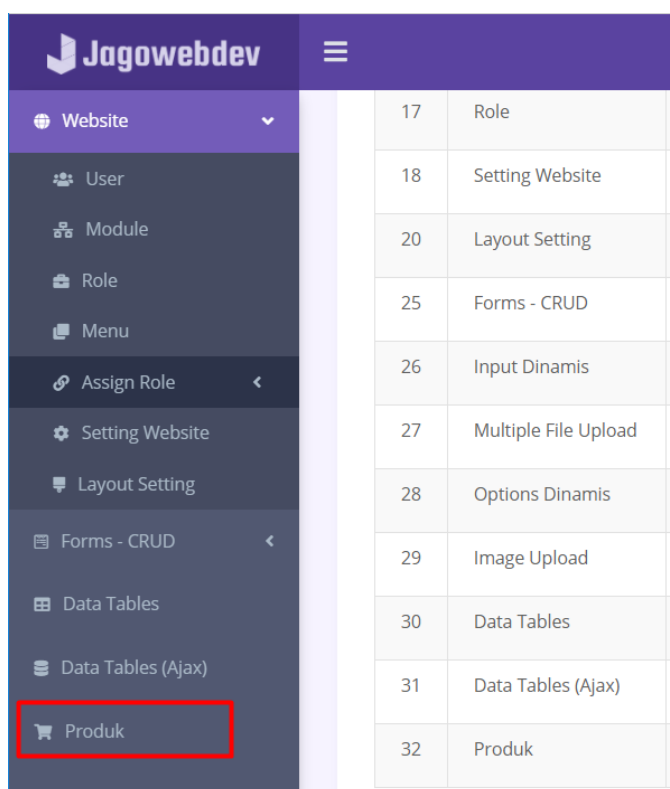 Jagowebdev
Website
User
Module
Role
Menu
Assign Role
Setting Website
Layout Setting
Forms - CRUD
Data Tables
Data Tables (Ajax)
Produk
17 Role
18 Setting Website
20 Layout Setting
25 Forms - CRUD
26 Input Dinamis
27 Multiple File Upload
28 Options Dinamis
29 Image Upload
30 Data Tables
31 Data Tables (Ajax)
32 Produk